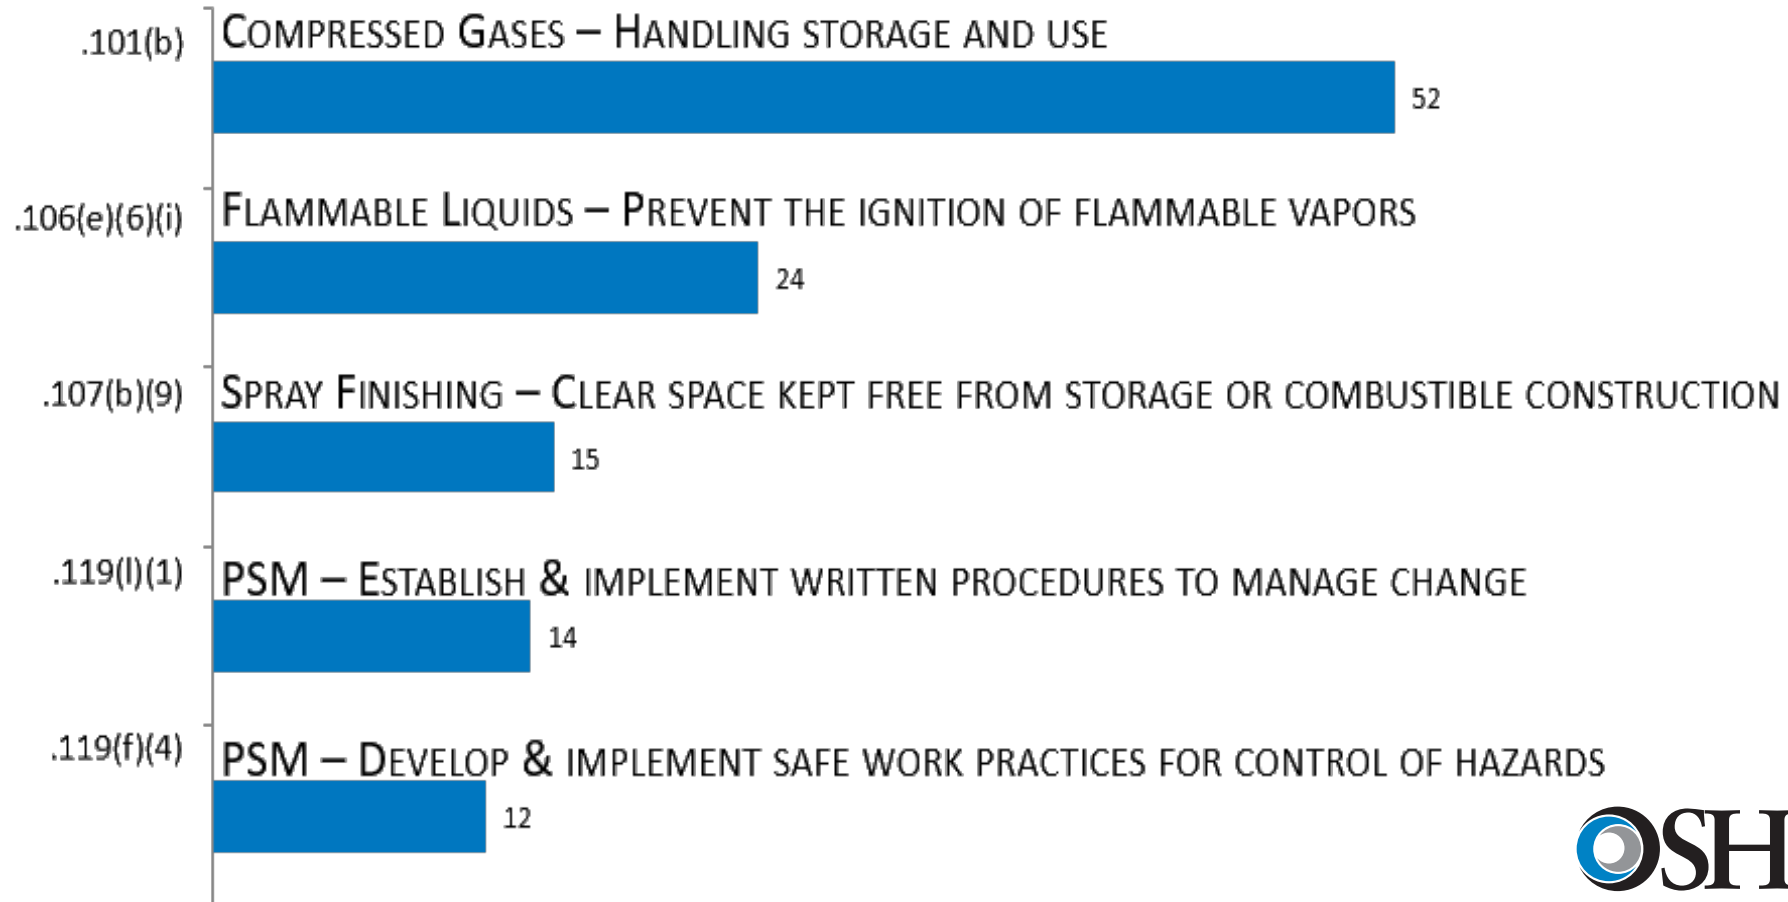 .101(b) Compressed Gases – Handling storage and use
52
.106(e)(6)(i) Flammable Liquids – Prevent the ignition of flammable vapors
24
.107(b)(9) Spray Finishing – Clear space kept free from storage or combustible construction
15
.119(l)(1) PSM – Establish & implement written procedures to manage change
14
.119(f)(4) PSM – Develop & implement safe work practices for control of hazards
12
OSH